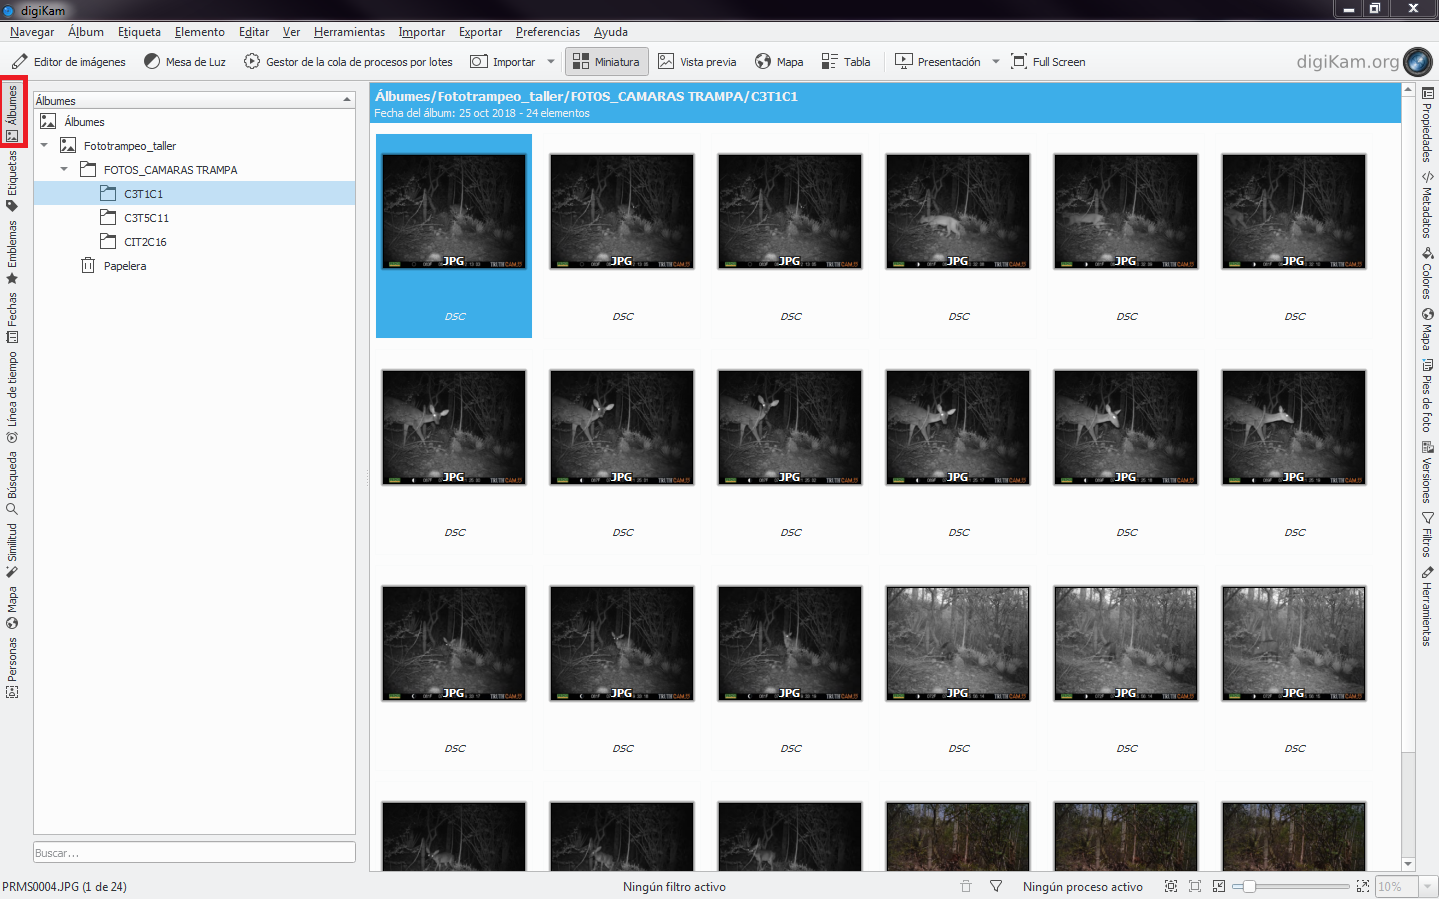 digiKam
Navegar Álbum Etiqueta Elemento Editar Ver Herramientas Importar Exportar Preferencias Ayuda
Editor de imágenes Mesa de Luz Gestor de la cola de procesos por lotes Importar Miniatura Vista previa Mapa Tabla Presentación Full Screen digiKam.org
Álbumes
Etiquetas
Emblemas
Fechas
Línea de tiempo
Búsqueda
Similitud
Mapa
Personas
Álbumes
Álbumes
Fototrampeo_taller
FOTOS_CAMARAS TRAMPA
C3T1C1
C3T5C11
CIT2C16
Papelera
Buscar...
Álbumes/Fototrampeo_taller/FOTOS_CAMARAS TRAMPA/C3T1C1
Fecha del álbum: 25 oct 2018 - 24 elementos
JPG JPG JPG JPG JPG JPG
DSC DSC DSC DSC DSC DSC
JPG JPG JPG JPG JPG JPG
DSC DSC DSC DSC DSC DSC
JPG JPG JPG JPG JPG JPG
DSC DSC DSC DSC DSC DSC
Propiedades
Metadatos
Colores
Mapa
Pies de foto
Versiones
Filtros
Herramientas
PRMS0004.JPG (1 de 24) Ningún filtro activo Ningún proceso activo 10%